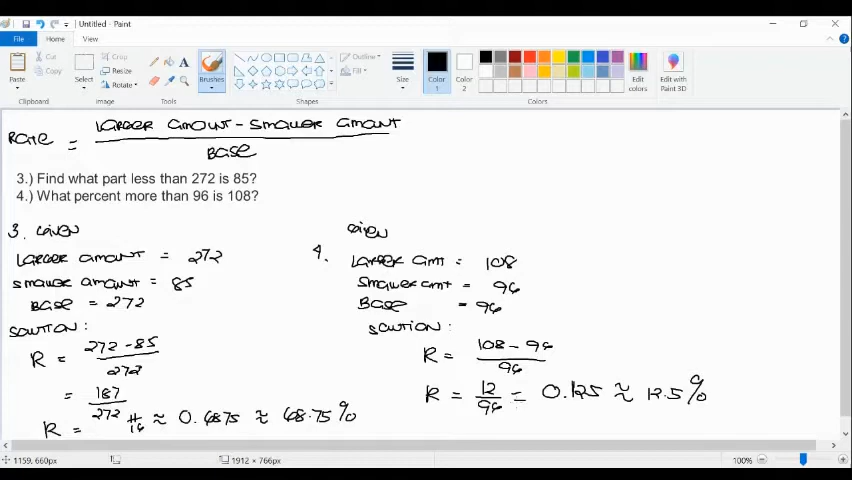 Untitled - Paint
File Home View
Paste Cut Copy Clipboard
Select Crop Resize Rotate Image
A Tools
Brushes
Outline Fill Shapes
Size
Color 1 Color 2 Edit colors Colors
Edit with Paint 3D
Rate = Larger amount - smaller amount
Base
3.) Find what part less than 272 is 85?
4.) What percent more than 96 is 108?
3. Given
Larger amount = 272
smaller amount = 85
Base = 272
Solution:
R = 272 - 85
272
= 187
272
R = 11
16 ≈ 0.6875 ≈ 68.75%
Given
4. Larger amt = 108
Smaller amt = 96
Base = 96
Solution:
R = 108 - 96
96
R = 12 = 0.125 ≈ 12.5%
96
1159, 660px 1912 × 766px 100%